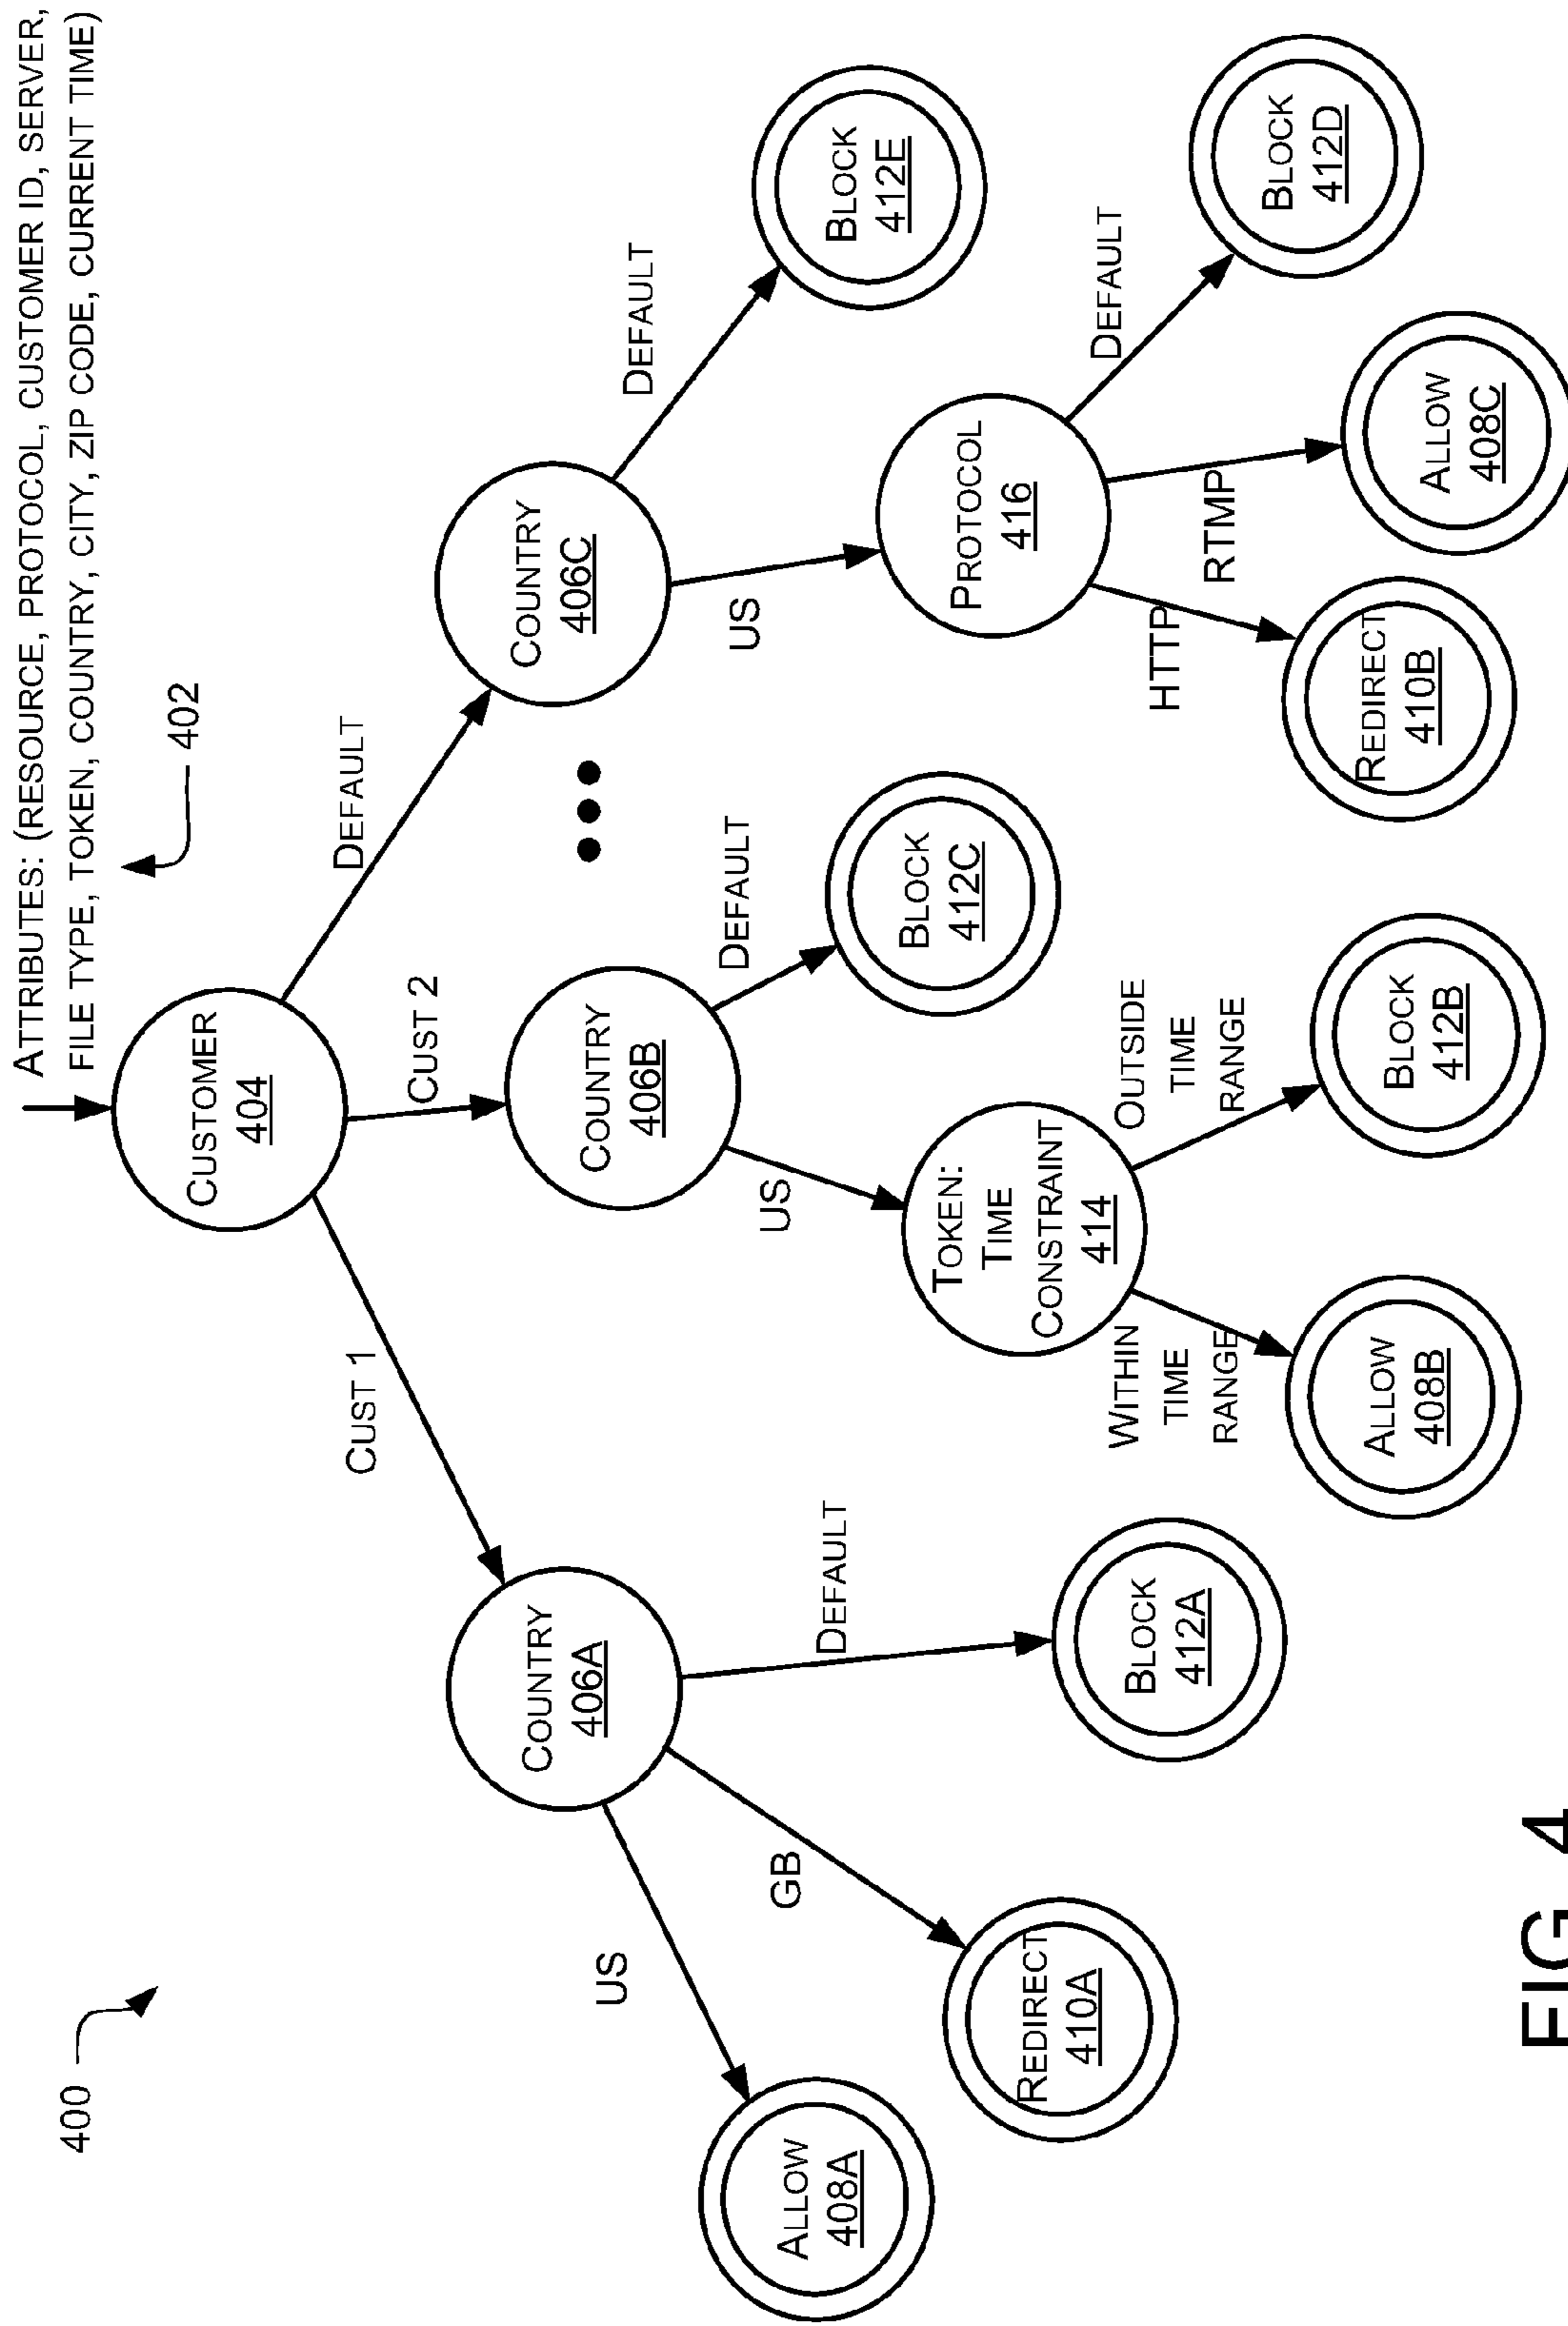 ATTRIBUTES: (RESOURCE, PROTOCOL, CUSTOMER ID, SERVER,
FILE TYPE, TOKEN, COUNTRY, CITY, ZIP CODE, CURRENT TIME)
400
402
CUSTOMER
404
CUST 1
CUST 2
DEFAULT
COUNTRY
406A
COUNTRY
406B
COUNTRY
406C
US
GB
DEFAULT
US
DEFAULT
US
DEFAULT
ALLOW
408A
REDIRECT
410A
BLOCK
412A
TOKEN:
TIME
CONSTRAINT
414
BLOCK
412C
PROTOCOL
416
BLOCK
412E
WITHIN
TIME
RANGE
OUTSIDE
TIME
RANGE
HTTP
RTMP
DEFAULT
ALLOW
408B
BLOCK
412B
REDIRECT
410B
ALLOW
408C
BLOCK
412D
FIG 4